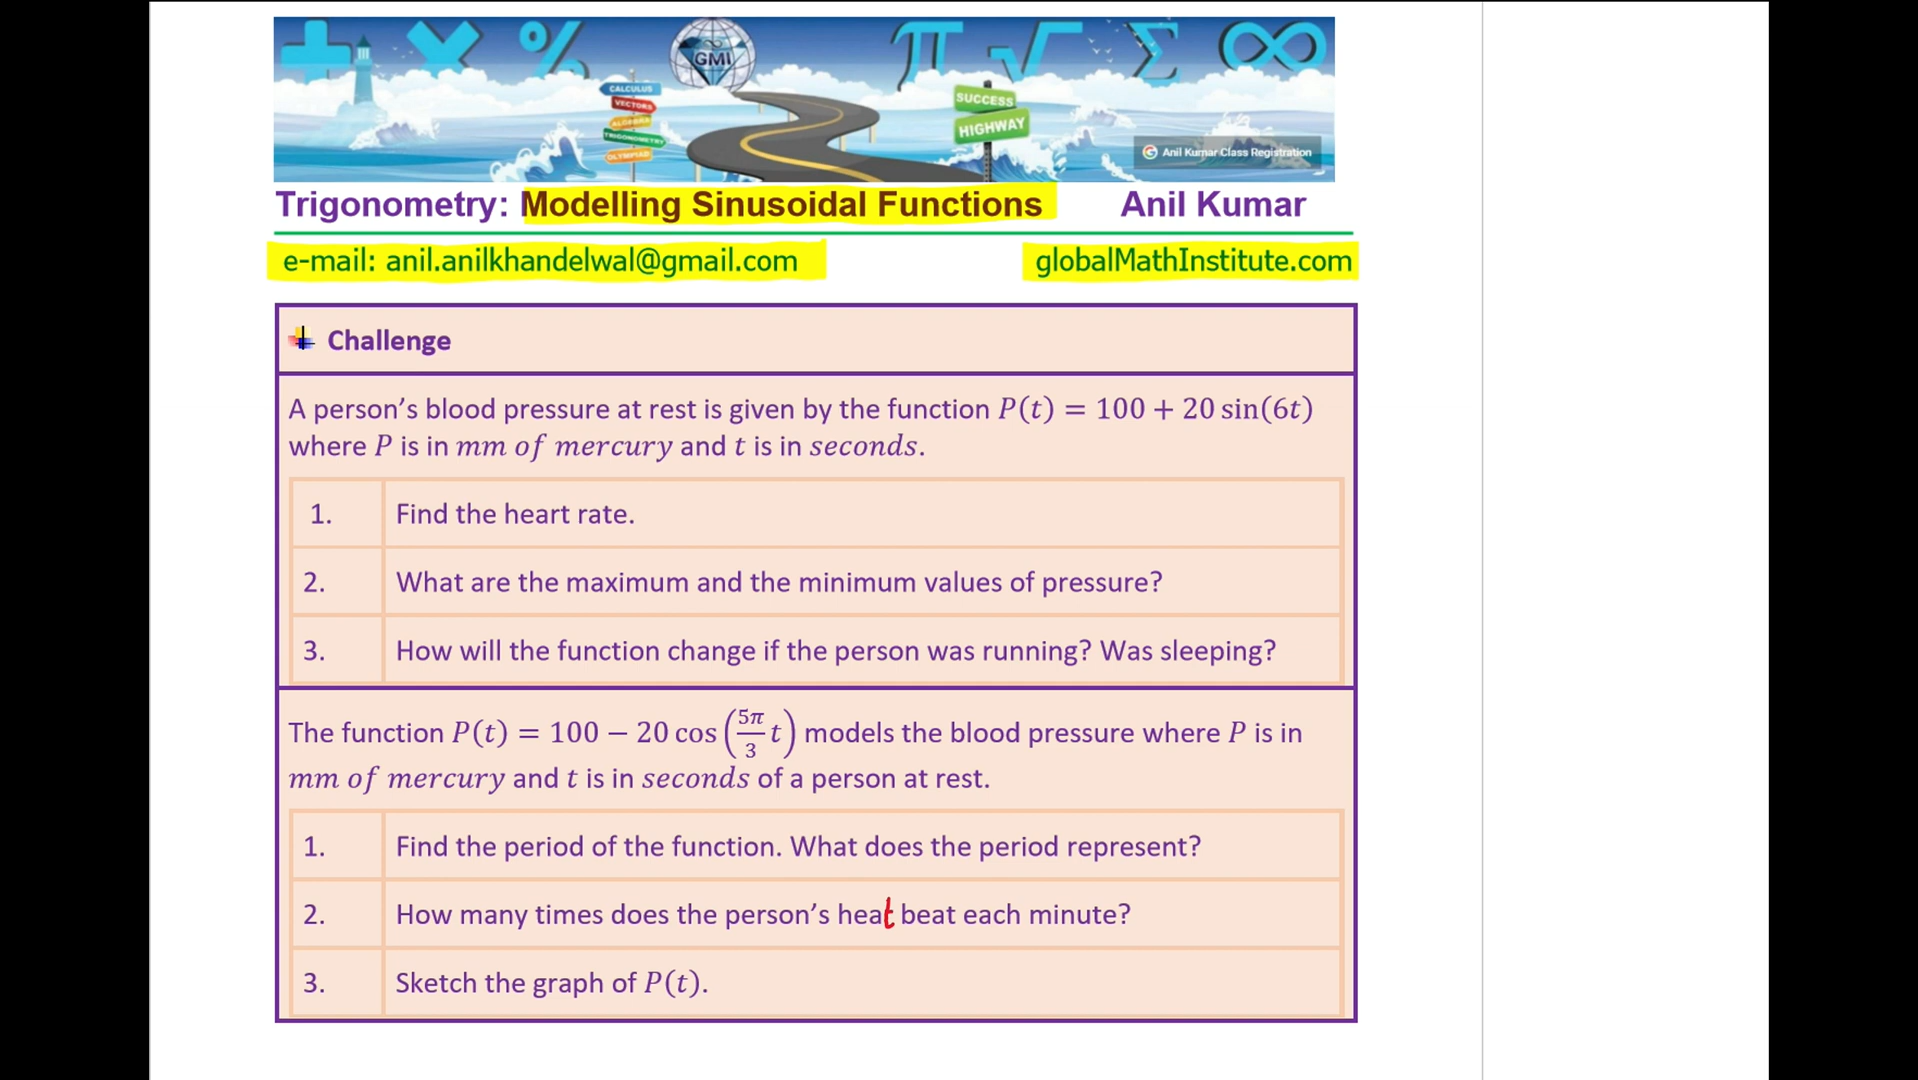 GMI
CALCULUS
VECTORS
ALGEBRA
TRIGONOMETRY
OLYMPIAD
SUCCESS
HIGHWAY
Anil Kumar Class Registration
Trigonometry: Modelling Sinusoidal Functions Anil Kumar
e-mail: anil.anilkhandelwal@gmail.com globalMathInstitute.com
Challenge
A person’s blood pressure at rest is given by the function P(t) = 100 + 20 sin(6t)
where P is in mm of mercury and t is in seconds.
1. Find the heart rate.
2. What are the maximum and the minimum values of pressure?
3. How will the function change if the person was running? Was sleeping?
The function P(t) = 100 − 20 cos(5π/3 t) models the blood pressure where P is in
mm of mercury and t is in seconds of a person at rest.
1. Find the period of the function. What does the period represent?
2. How many times does the person’s heat beat each minute?
3. Sketch the graph of P(t).